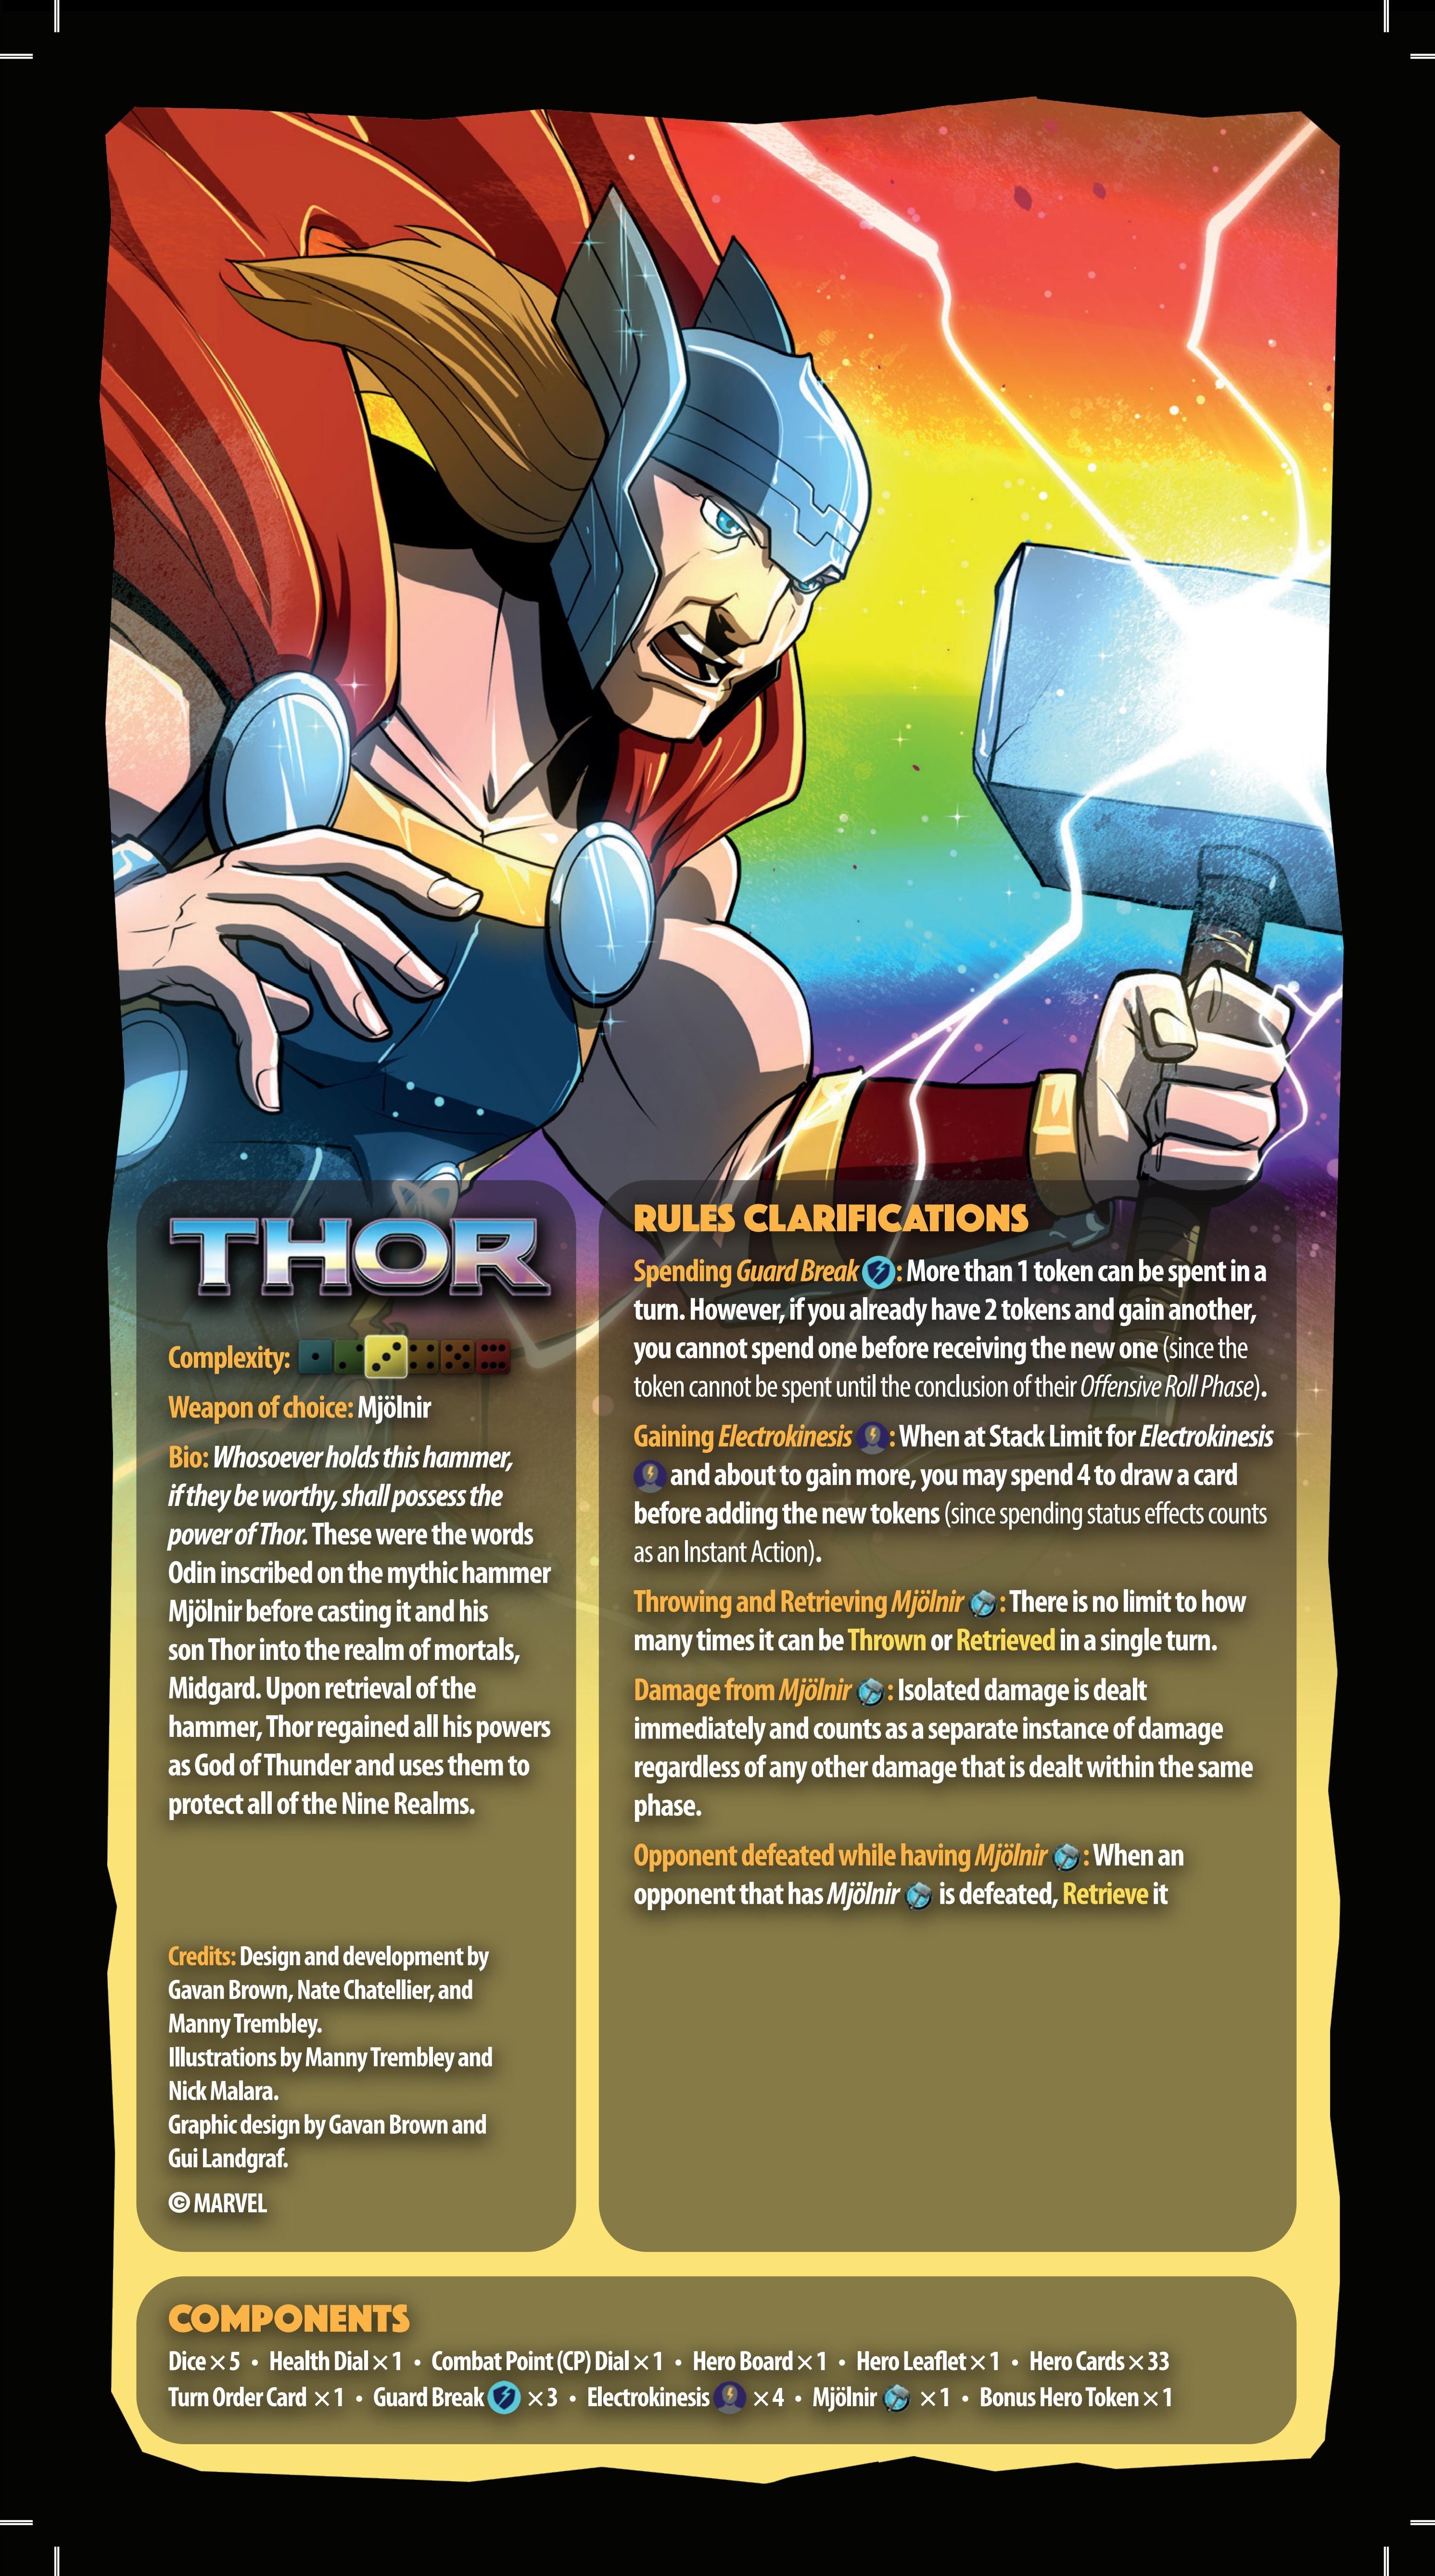 THOR
Complexity:
Weapon of choice: Mjölnir
Bio: Whosoever holds this hammer,
if they be worthy, shall possess the
power of Thor. These were the words
Odin inscribed on the mythic hammer
Mjölnir before casting it and his
son Thor into the realm of mortals,
Midgard. Upon retrieval of the
hammer, Thor regained all his powers
as God of Thunder and uses them to
protect all of the Nine Realms.
Credits: Design and development by
Gavan Brown, Nate Chatellier, and
Manny Trembley.
Illustrations by Manny Trembley and
Nick Malara.
Graphic design by Gavan Brown and
Gui Landgraf.
© MARVEL
RULES CLARIFICATIONS
Spending Guard Break : More than 1 token can be spent in a
turn. However, if you already have 2 tokens and gain another,
you cannot spend one before receiving the new one (since the
token cannot be spent until the conclusion of their Offensive Roll Phase).
Gaining Electrokinesis : When at Stack Limit for Electrokinesis
and about to gain more, you may spend 4 to draw a card
before adding the new tokens (since spending status effects counts
as an Instant Action).
Throwing and Retrieving Mjölnir : There is no limit to how
many times it can be Thrown or Retrieved in a single turn.
Damage from Mjölnir : Isolated damage is dealt
immediately and counts as a separate instance of damage
regardless of any other damage that is dealt within the same
phase.
Opponent defeated while having Mjölnir : When an
opponent that has Mjölnir is defeated, Retrieve it
COMPONENTS
Dice × 5 • Health Dial × 1 • Combat Point (CP) Dial × 1 • Hero Board × 1 • Hero Leaflet × 1 • Hero Cards × 33
Turn Order Card × 1 • Guard Break × 3 • Electrokinesis × 4 • Mjölnir × 1 • Bonus Hero Token × 1